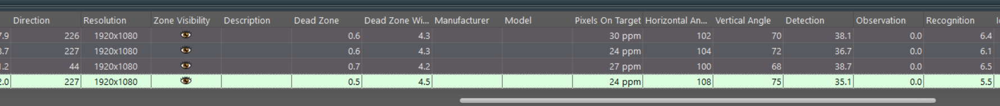 Direction Resolution Zone Visibility Description Dead Zone Dead Zone Wi... Manufacturer Model Pixels On Target Horizontal An... Vertical Angle Detection Observation Recognition
7.9 226 1920x1080 0.6 4.3 30 ppm 102 70 38.1 0.0 6.4
3.7 227 1920x1080 0.6 4.3 24 ppm 104 72 36.7 0.0 6.1
1.2 44 1920x1080 0.7 4.2 27 ppm 100 68 38.7 0.0 6.5
2.0 227 1920x1080 0.5 4.5 24 ppm 108 75 35.1 0.0 5.5